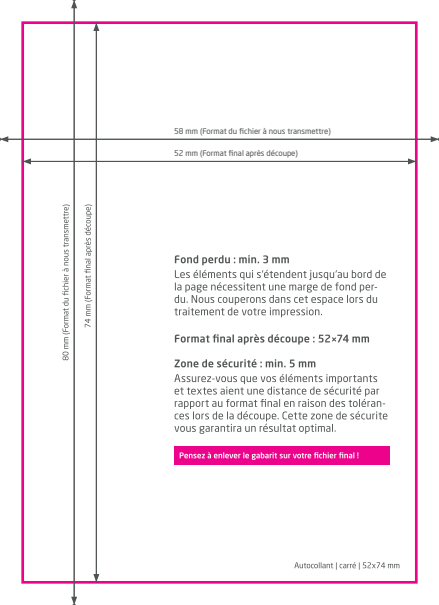 58 mm (Format du fichier à nous transmettre)
52 mm (Format final après découpe)
80 mm (Format du fichier à nous transmettre)
74 mm (Format final après découpe)
Fond perdu : min. 3 mm
Les éléments qui s'étendent jusqu'au bord de
la page nécessitent une marge de fond per-
du. Nous couperons dans cet espace lors du
traitement de votre impression.
Format final après découpe : 52×74 mm
Zone de sécurité : min. 5 mm
Assurez-vous que vos éléments importants
et textes aient une distance de sécurité par
rapport au format final en raison des toléran-
ces lors de la découpe. Cette zone de sécurite
vous garantira un résultat optimal.
Pensez à enlever le gabarit sur votre fichier final !
Autocollant | carré | 52x74 mm